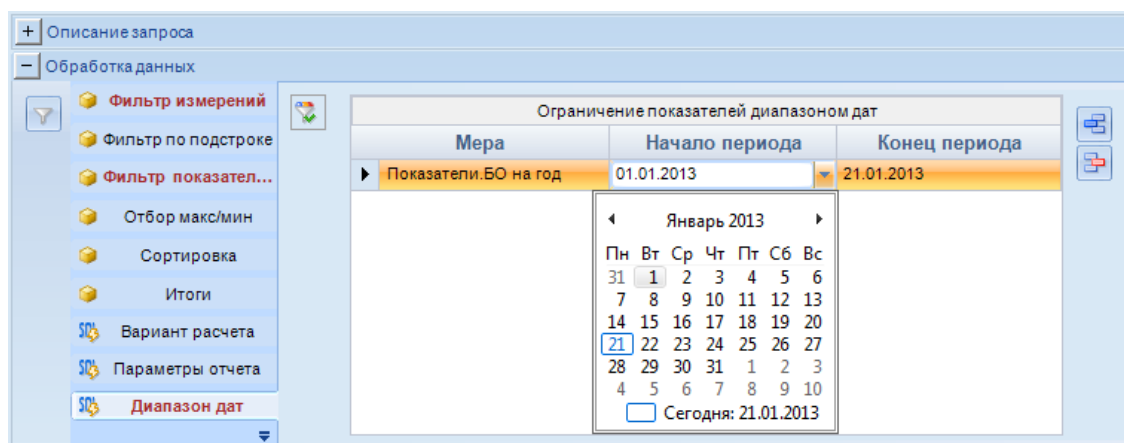 Описание запроса
Обработка данных
Фильтр измерений
Фильтр по подстроке
Фильтр показател...
Отбор макс/мин
Сортировка
Итоги
Вариант расчета
Параметры отчета
Диапазон дат
Ограничение показателей диапазоном дат
Мера Начало периода Конец периода
Показатели.БО на год 01.01.2013 21.01.2013
Январь 2013
Пн Вт Ср Чт Пт Сб Вс
31 1 2 3 4 5 6
7 8 9 10 11 12 13
14 15 16 17 18 19 20
21 22 23 24 25 26 27
28 29 30 31 1 2 3
4 5 6 7 8 9 10
Сегодня: 21.01.2013